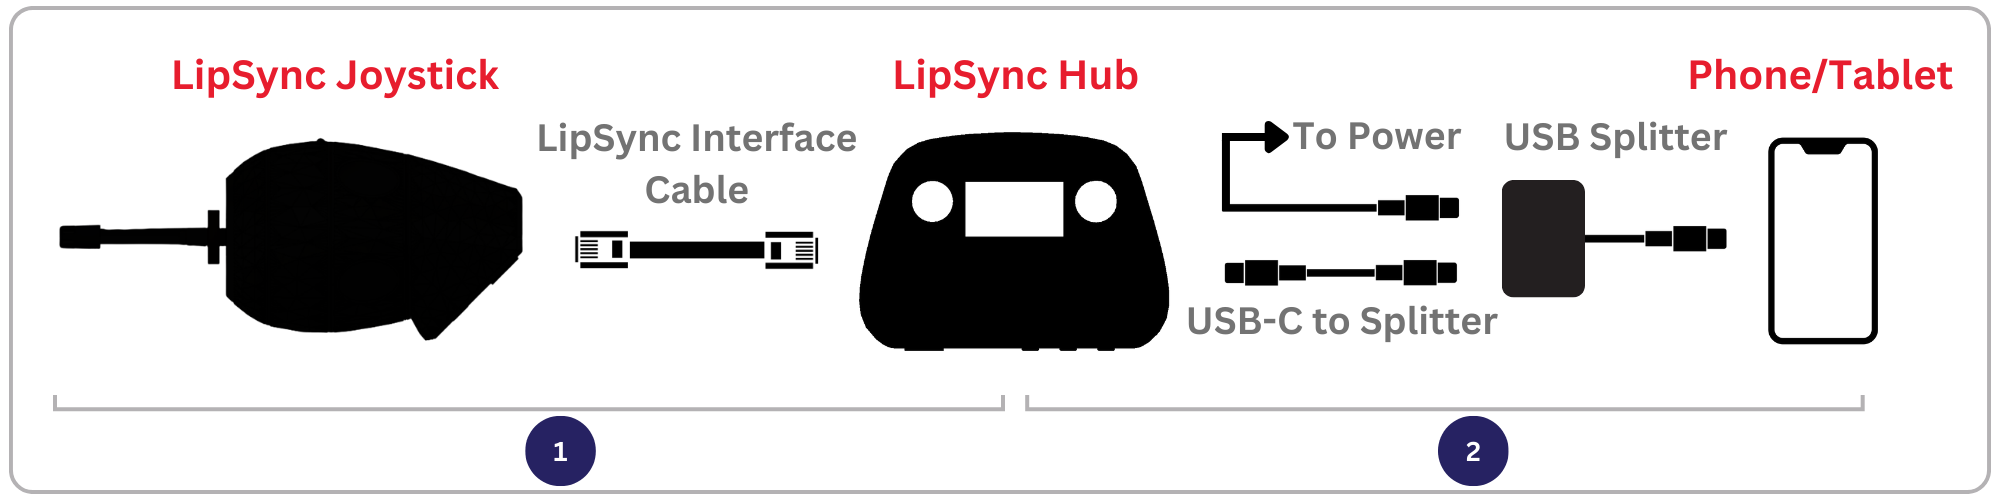 LipSync Joystick
LipSync Interface
Cable
LipSync Hub
To Power
USB-C to Splitter
USB Splitter
Phone/Tablet
1
2